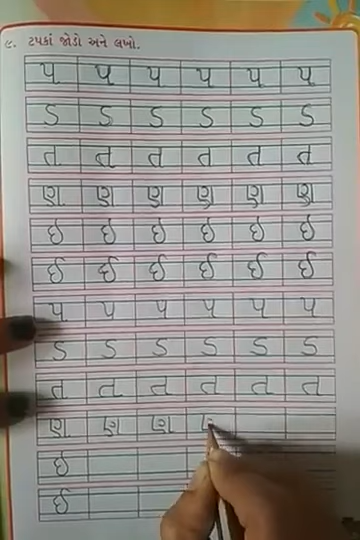 ૯. ટપકાં જોડો અને લખો.
પ પ પ પ પ પ
ડ ડ ડ ડ ડ ડ
ત ત ત ત ત ત
ણ ણ ણ ણ ણ ણ
ઇ ઇ ઇ ઇ ઇ ઇ
ઈ ઈ ઈ ઈ ઈ ઈ
પ પ પ પ પ પ
ડ ડ ડ ડ ડ ડ
ત ત ત ત ત ત
ણ ણ ણ
ઇ
ઈ